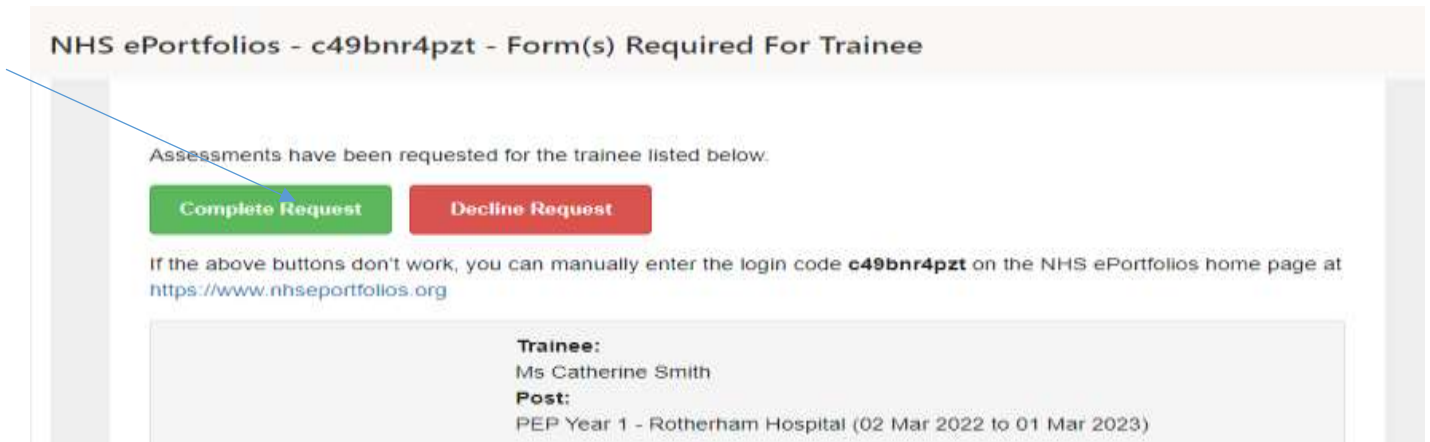 NHS ePortfolios - c49bnr4pzt - Form(s) Required For Trainee
Assessments have been requested for the trainee listed below.
Complete Request Decline Request
If the above buttons don't work, you can manually enter the login code c49bnr4pzt on the NHS ePortfolios home page at
https://www.nhseportfolios.org
Trainee:
Ms Catherine Smith
Post:
PEP Year 1 - Rotherham Hospital (02 Mar 2022 to 01 Mar 2023)